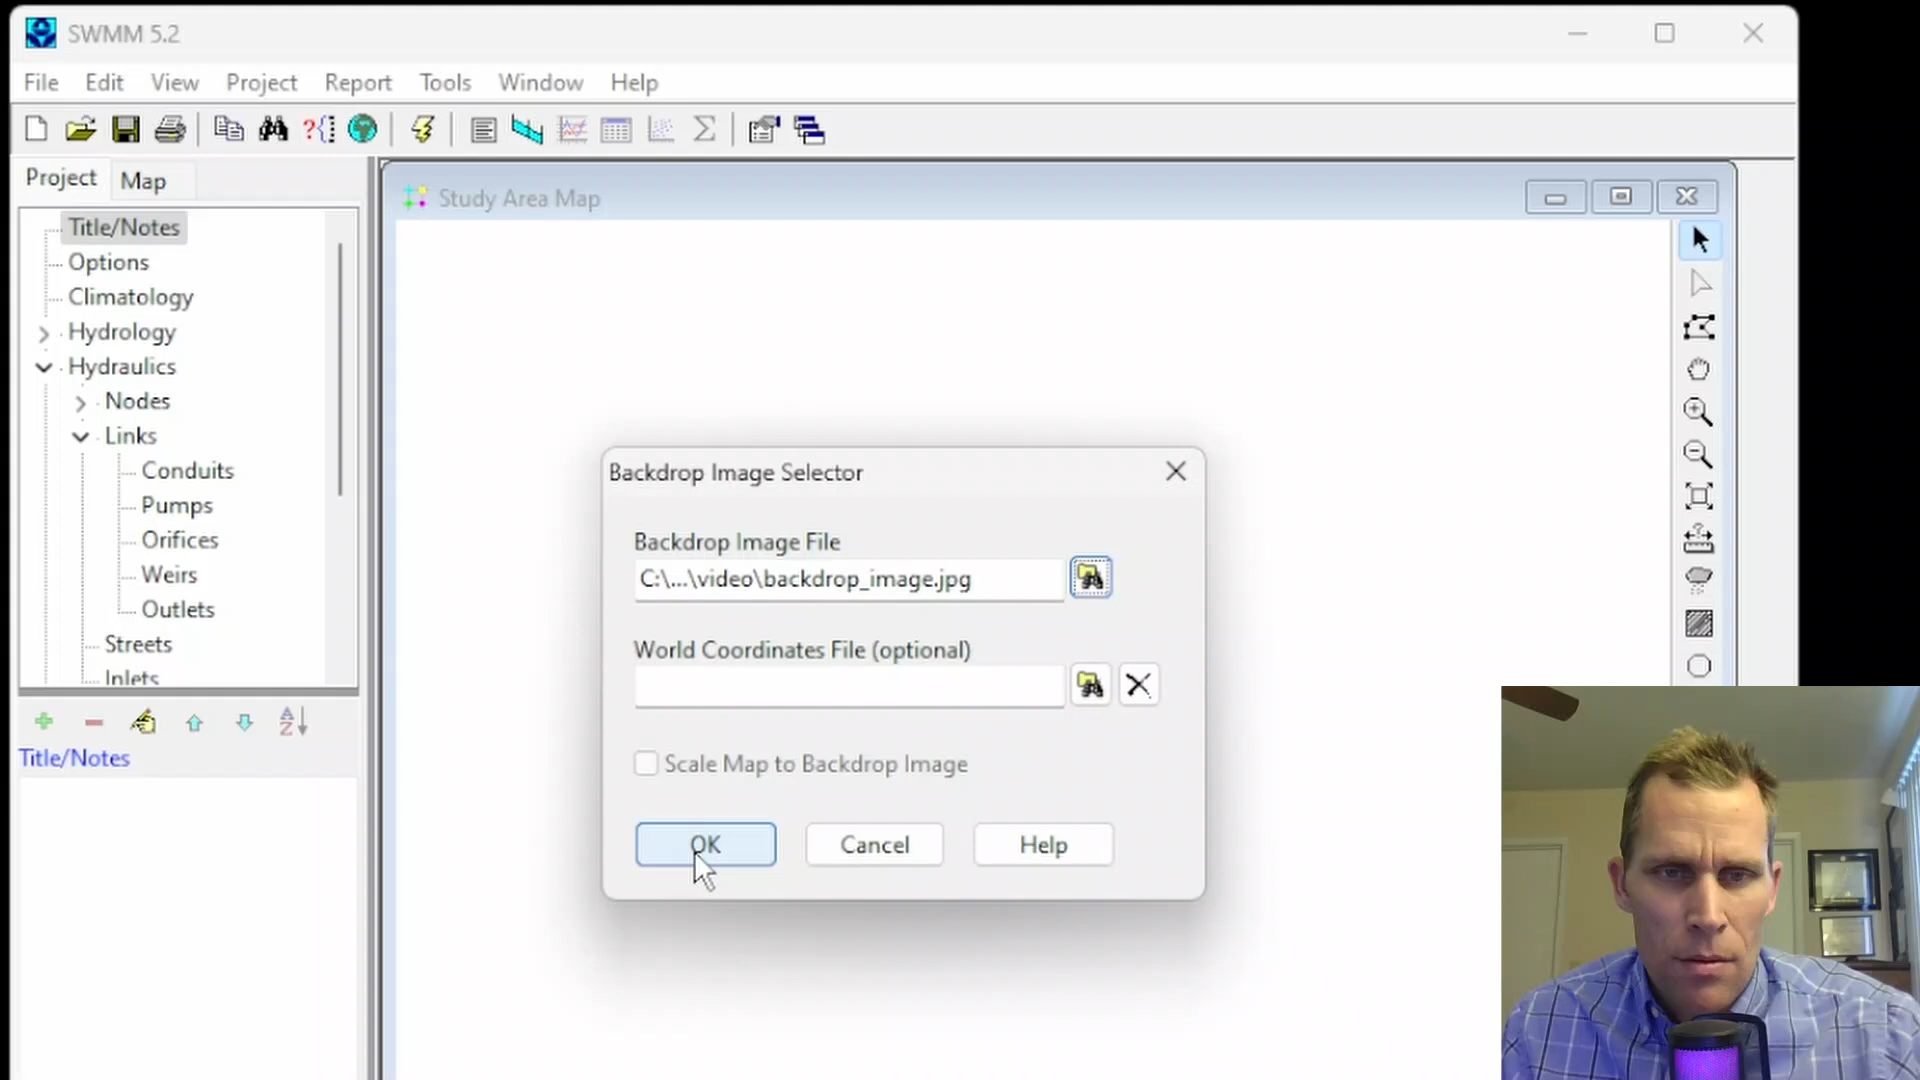 SWMM 5.2
File Edit View Project Report Tools Window Help
Project Map
Title/Notes
Options
Climatology
Hydrology
Hydraulics
Nodes
Links
Conduits
Pumps
Orifices
Weirs
Outlets
Streets
Inlets
Title/Notes
Study Area Map
Backdrop Image Selector
Backdrop Image File
C:\...\video\backdrop_image.jpg
World Coordinates File (optional)
Scale Map to Backdrop Image
OK Cancel Help